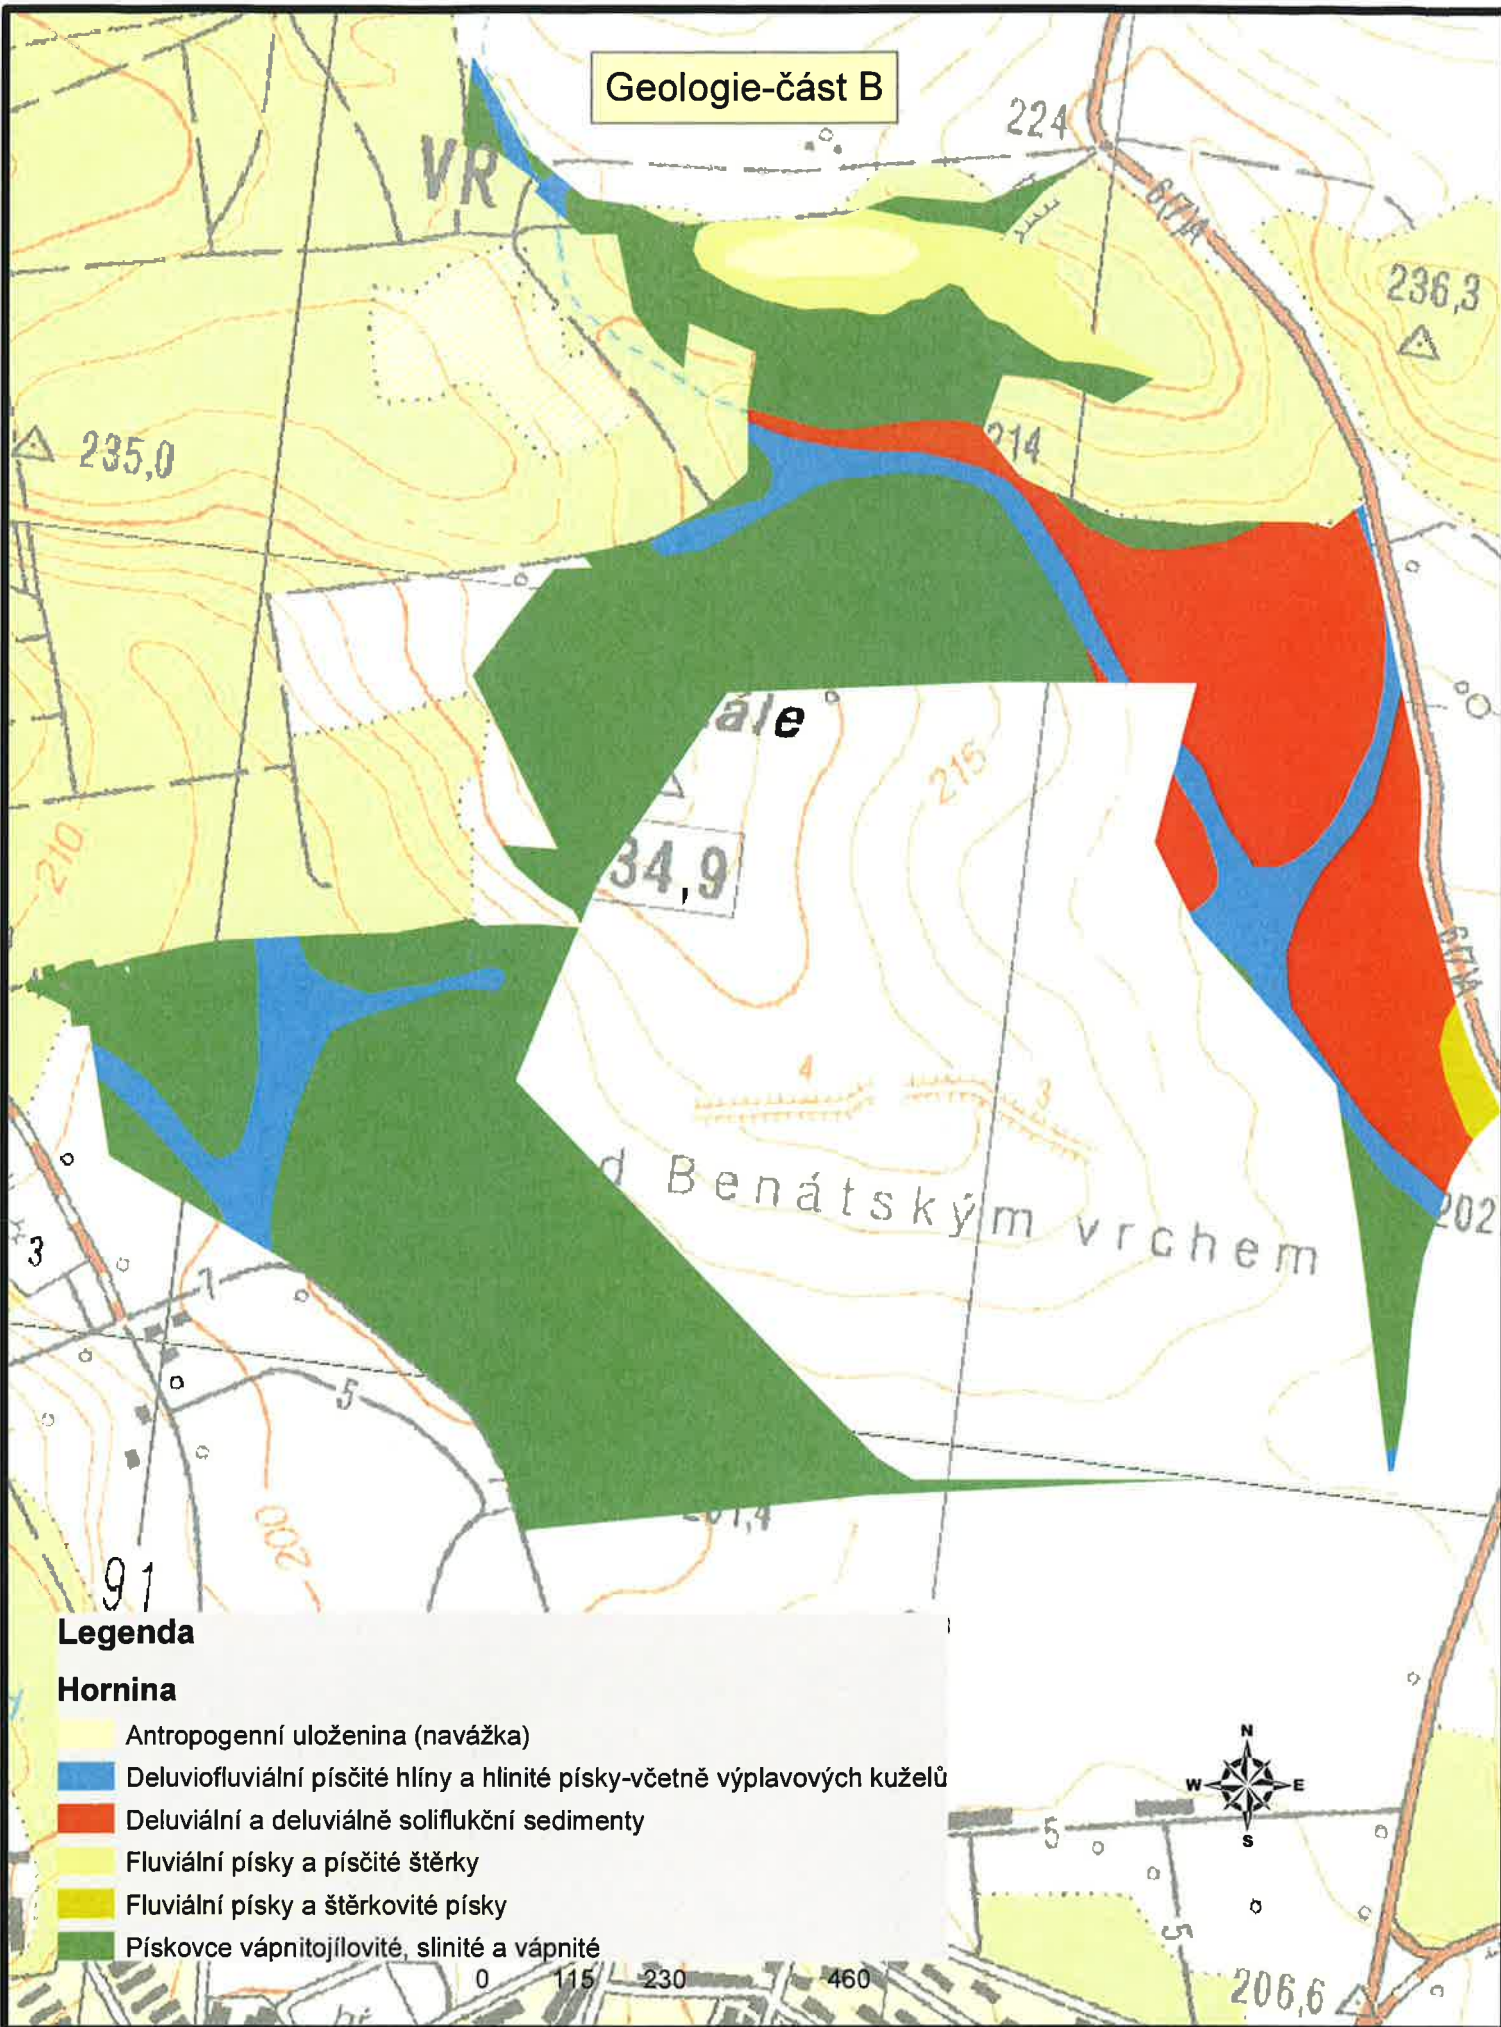 Geologie-část B
224
VR
6171A
236,3
235,0
214
ále
215
34,9
210
6171A
4
3
d Benátským vrchem
202
3
7
5
200
91
Legenda
Hornina
Antropogenní uloženina (navážka)
Deluviofluviální písčité hlíny a hlinité písky-včetně výplavových kuželů
Deluviální a deluviálně soliflukční sedimenty
Fluviální písky a písčité štěrky
Fluviální písky a štěrkovité písky
Pískovce vápnitojílovité, slinité a vápnité
N
W E
S
5
5
0 115 230 460
206,6